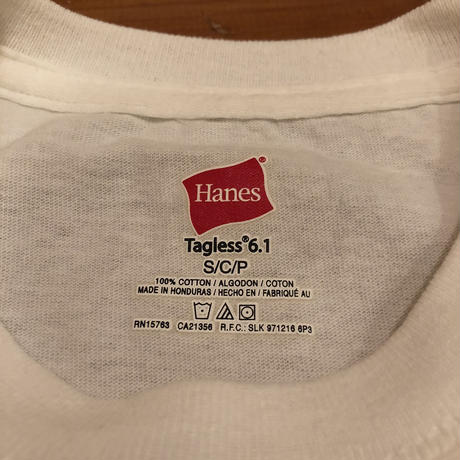 Hanes®
Tagless®6.1
S/C/P
100% COTTON / ALGODON / COTON
MADE IN HONDURAS / HECHO EN / FABRIQUÉ AU
RN15763 CA21356 R.F.C.: SLK 971216 6P3